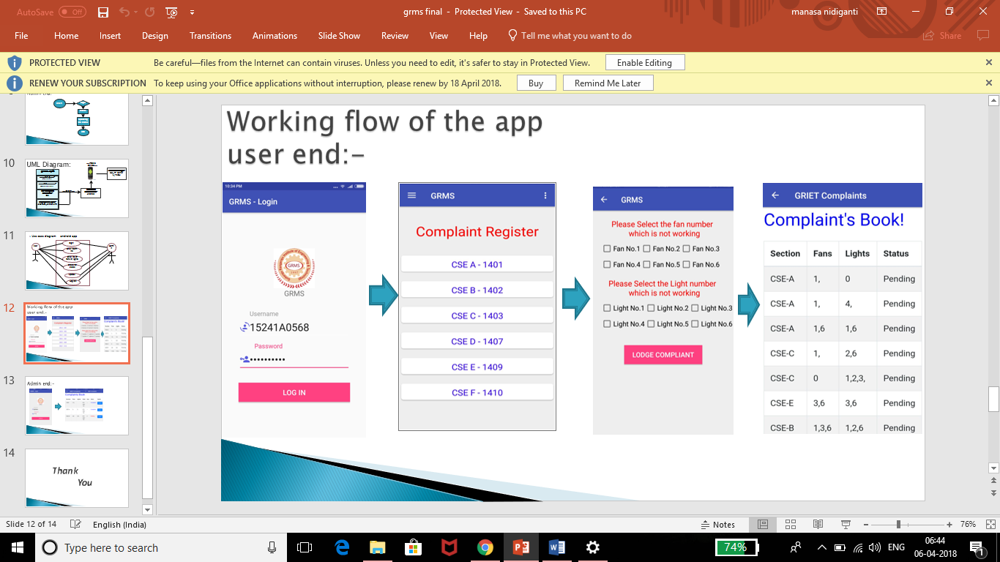 AutoSave Off
grms final - Protected View - Saved to this PC
manasa nidiganti
File Home Insert Design Transitions Animations Slide Show Review View Help Tell me what you want to do
Share
PROTECTED VIEW Be careful—files from the Internet can contain viruses. Unless you need to edit, it's safer to stay in Protected View. Enable Editing
RENEW YOUR SUBSCRIPTION To keep using your Office applications without interruption, please renew by 18 April 2018. Buy Remind Me Later
10
UML Diagram:
11
12
Working flow of the app
user end:-
13
Admin end:-
14
Thank
You
Working flow of the app
user end:-
10:34 PM
GRMS - Login
GRMS
GRMS
Username
15241A0568
Password
••••••••••
LOG IN
GRMS
Complaint Register
CSE A - 1401
CSE B - 1402
CSE C - 1403
CSE D - 1407
CSE E - 1409
CSE F - 1410
GRMS
Please Select the fan number
which is not working
Fan No.1 Fan No.2 Fan No.3
Fan No.4 Fan No.5 Fan No.6
Please Select the Light number
which is not working
Light No.1 Light No.2 Light No.3
Light No.4 Light No.5 Light No.6
LODGE COMPLIANT
GRIET Complaints
Complaint's Book!
Section Fans Lights Status
CSE-A 1, 0 Pending
CSE-A 1, 4, Pending
CSE-A 1,6 1,6 Pending
CSE-C 1, 2,6 Pending
CSE-C 0 1,2,3, Pending
CSE-E 3,6 3,6 Pending
CSE-B 1,3,6 1,2,6 Pending
Slide 12 of 14 English (India) Notes 76%
Type here to search
74%
ENG
06:44
06-04-2018
1